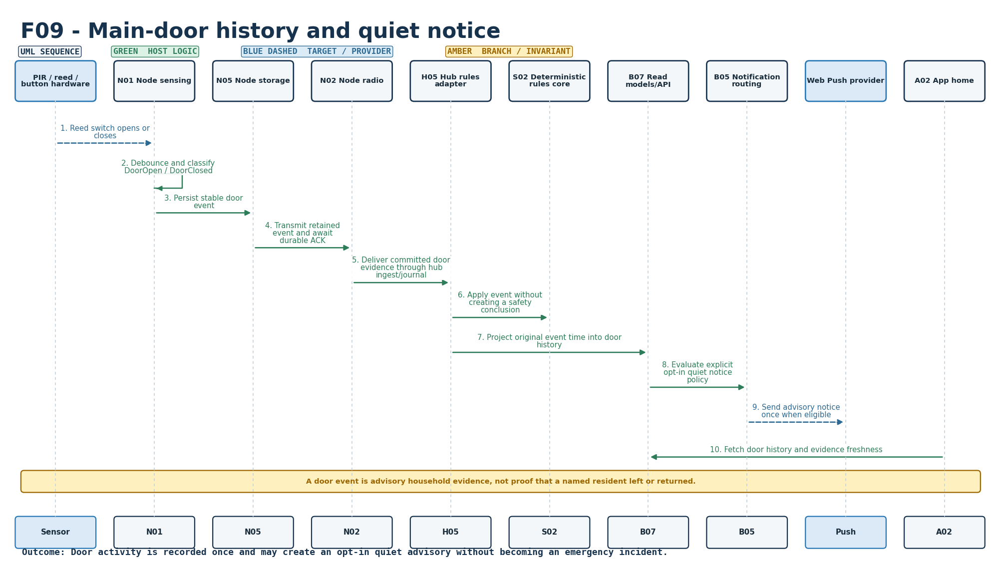 F09 - Main-door history and quiet notice
UML SEQUENCE
GREEN  HOST LOGIC
BLUE DASHED  TARGET / PROVIDER
AMBER  BRANCH / INVARIANT
PIR / reed /
button hardware
N01 Node sensing
N05 Node storage
N02 Node radio
H05 Hub rules
adapter
S02 Deterministic
rules core
B07 Read
models/API
B05 Notification
routing
Web Push provider
A02 App home
1. Reed switch opens or
closes
2. Debounce and classify
DoorOpen / DoorClosed
3. Persist stable door
event
4. Transmit retained
event and await
durable ACK
5. Deliver committed door
evidence through hub
ingest/journal
6. Apply event without
creating a safety
conclusion
7. Project original event time into door
history
8. Evaluate explicit
opt-in quiet notice
policy
9. Send advisory notice
once when eligible
10. Fetch door history and evidence freshness
A door event is advisory household evidence, not proof that a named resident left or returned.
Sensor
N01
N05
N02
H05
S02
B07
B05
Push
A02
Outcome: Door activity is recorded once and may create an opt-in quiet advisory without becoming an emergency incident.